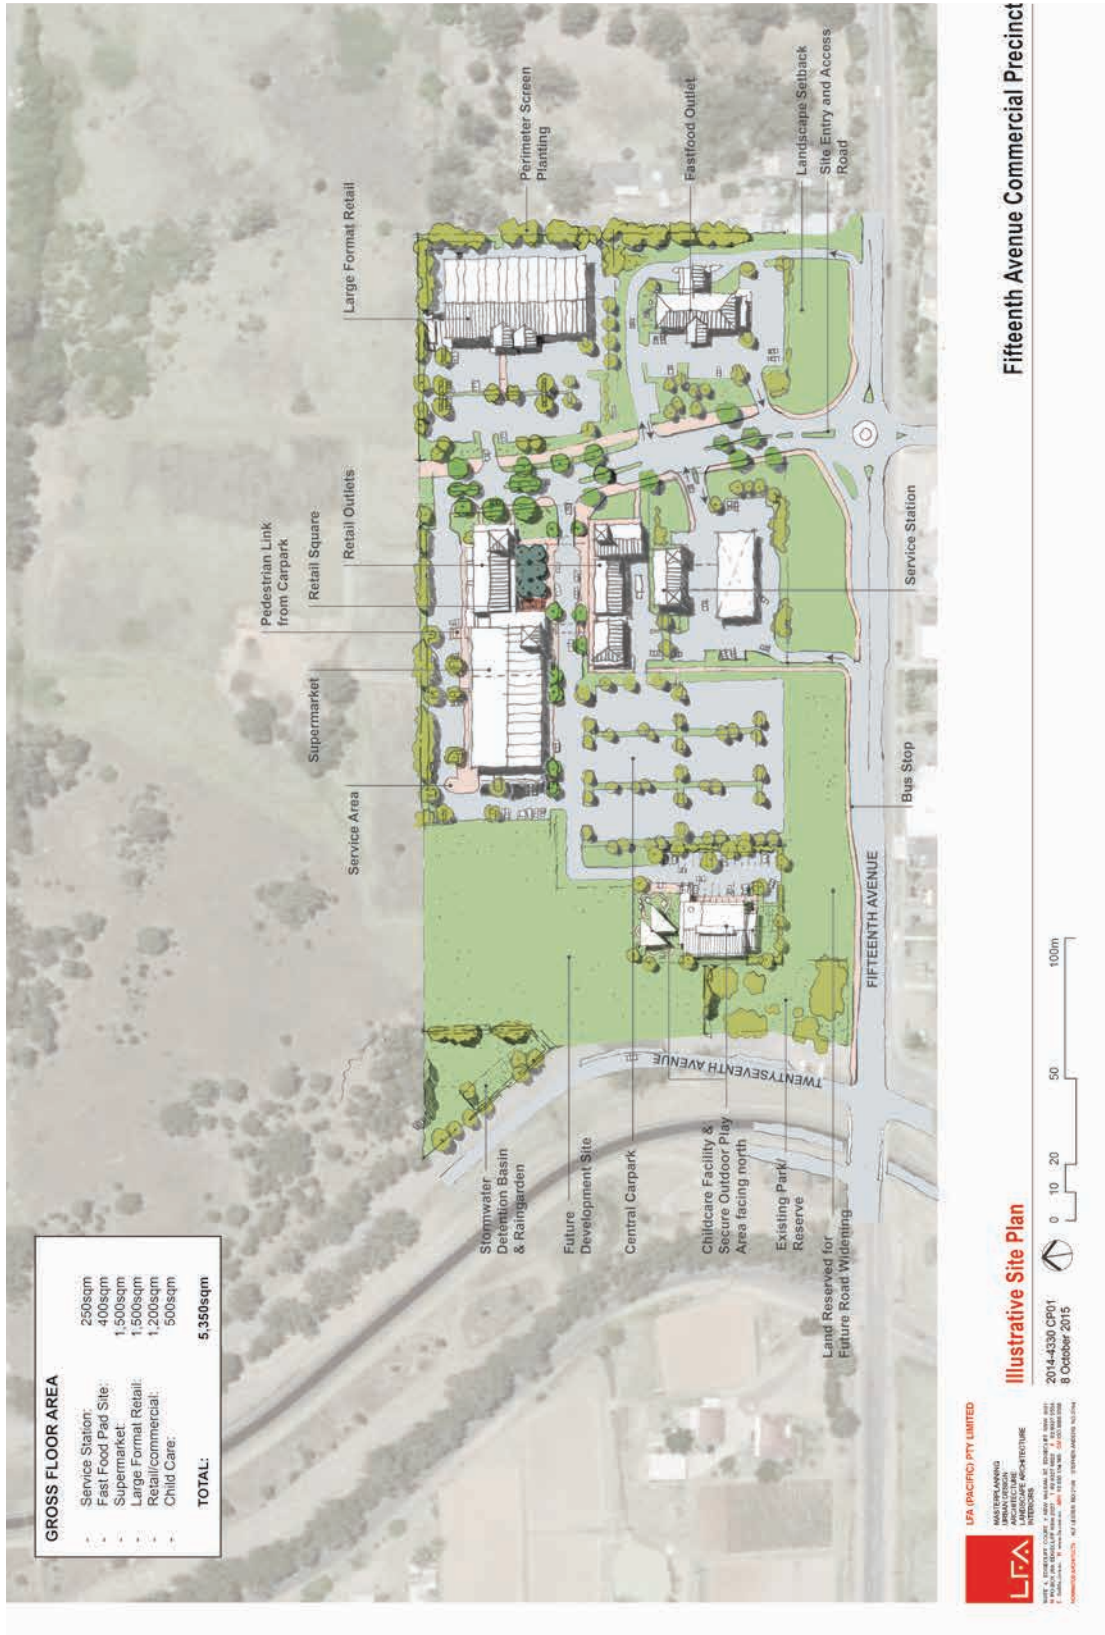 GROSS FLOOR AREA
- Service Station: 250sqm
- Fast Food Pad Site: 400sqm
- Supermarket: 1,500sqm
- Large Format Retail: 1,500sqm
- Retail/commercial: 1,200sqm
- Child Care: 500sqm
TOTAL: 5,350sqm
Service Area
Supermarket
Pedestrian Link
from Carpark
Retail Square
Retail Outlets
Large Format Retail
Perimeter Screen
Planting
Fastfood Outlet
Landscape Setback
Site Entry and Access
Road
Service Station
Bus Stop
FIFTEENTH AVENUE
TWENTYSEVENTH AVENUE
Stormwater
Detention Basin
& Raingarden
Future
Development Site
Central Carpark
Childcare Facility &
Secure Outdoor Play
Area facing north
Existing Park/
Reserve
Land Reserved for
Future Road Widening
LFA
LFA (PACIFIC) PTY LIMITED
MASTERPLANNING
URBAN DESIGN
ARCHITECTURE
LANDSCAPE ARCHITECTURE
INTERIORS
Illustrative Site Plan
2014-4330 CP01
8 October 2015
0 10 20 50 100m
Fifteenth Avenue Commercial Precinct